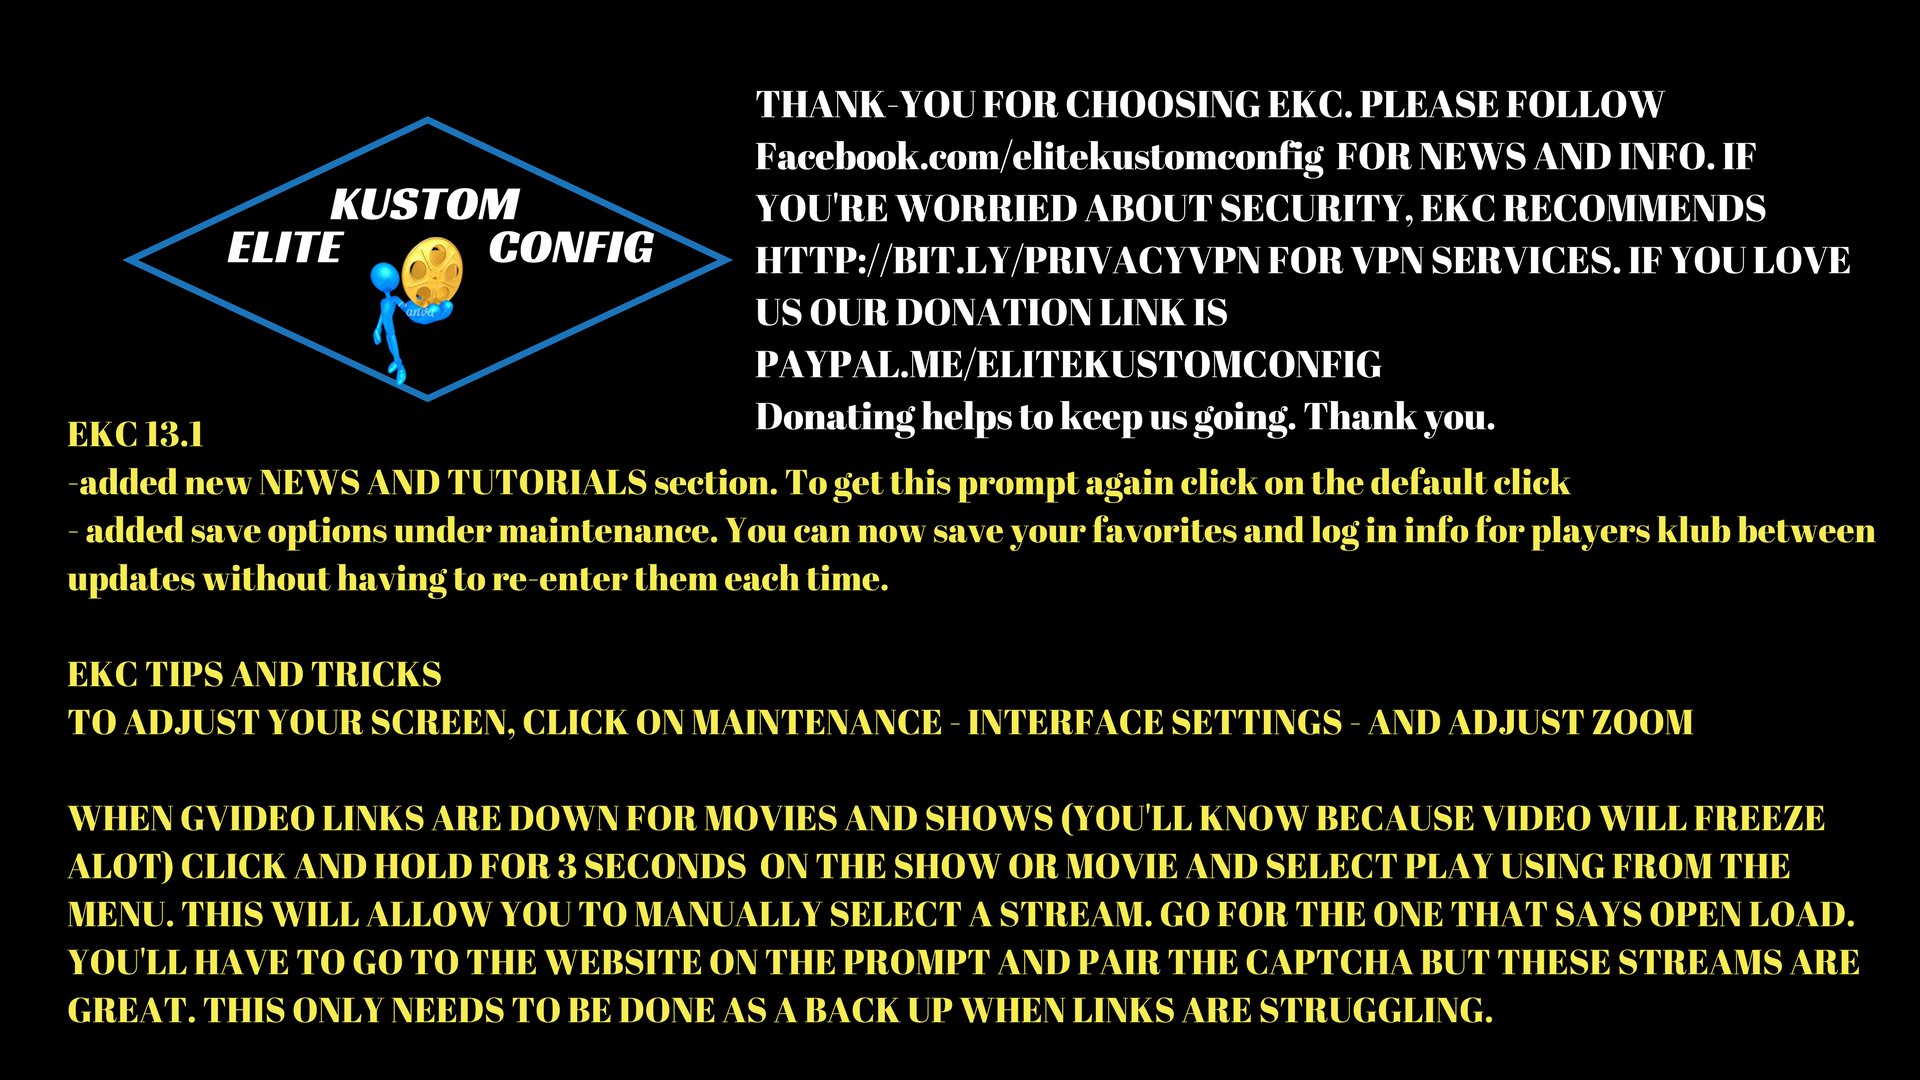 KUSTOM
ELITE CONFIG
anva
THANK-YOU FOR CHOOSING EKC. PLEASE FOLLOW
Facebook.com/elitekustomconfig FOR NEWS AND INFO. IF
YOU'RE WORRIED ABOUT SECURITY, EKC RECOMMENDS
HTTP://BIT.LY/PRIVACYVPN FOR VPN SERVICES. IF YOU LOVE
US OUR DONATION LINK IS
PAYPAL.ME/ELITEKUSTOMCONFIG
Donating helps to keep us going. Thank you.
EKC 13.1
-added new NEWS AND TUTORIALS section. To get this prompt again click on the default click
- added save options under maintenance. You can now save your favorites and log in info for players klub between
updates without having to re-enter them each time.
EKC TIPS AND TRICKS
TO ADJUST YOUR SCREEN, CLICK ON MAINTENANCE - INTERFACE SETTINGS - AND ADJUST ZOOM
WHEN GVIDEO LINKS ARE DOWN FOR MOVIES AND SHOWS (YOU'LL KNOW BECAUSE VIDEO WILL FREEZE
ALOT) CLICK AND HOLD FOR 3 SECONDS ON THE SHOW OR MOVIE AND SELECT PLAY USING FROM THE
MENU. THIS WILL ALLOW YOU TO MANUALLY SELECT A STREAM. GO FOR THE ONE THAT SAYS OPEN LOAD.
YOU'LL HAVE TO GO TO THE WEBSITE ON THE PROMPT AND PAIR THE CAPTCHA BUT THESE STREAMS ARE
GREAT. THIS ONLY NEEDS TO BE DONE AS A BACK UP WHEN LINKS ARE STRUGGLING.